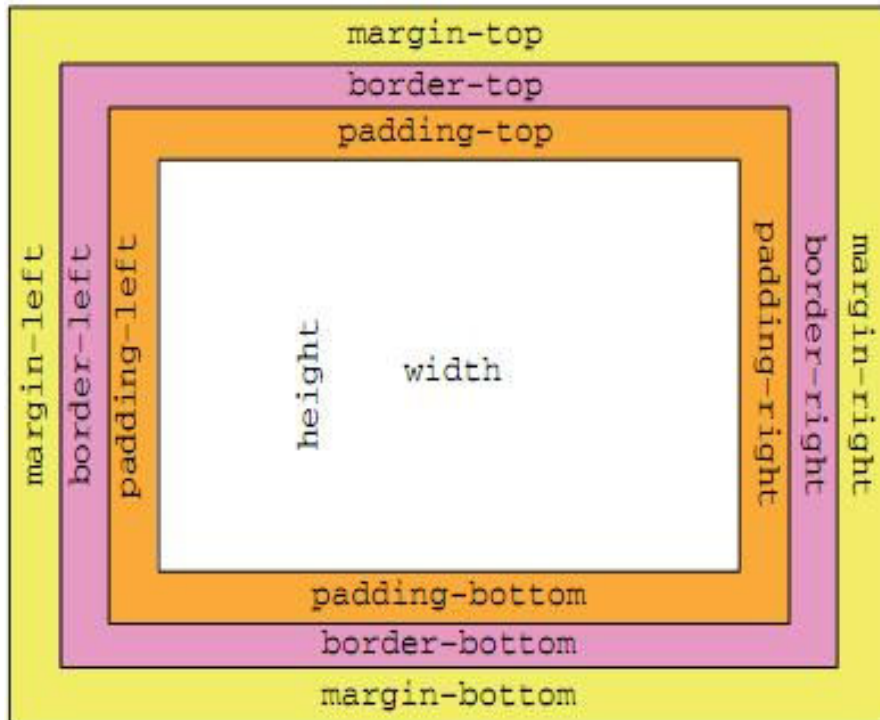 margin-top
border-top
padding-top
margin-left
border-left
padding-left
height
width
padding-right
border-right
margin-right
padding-bottom
border-bottom
margin-bottom